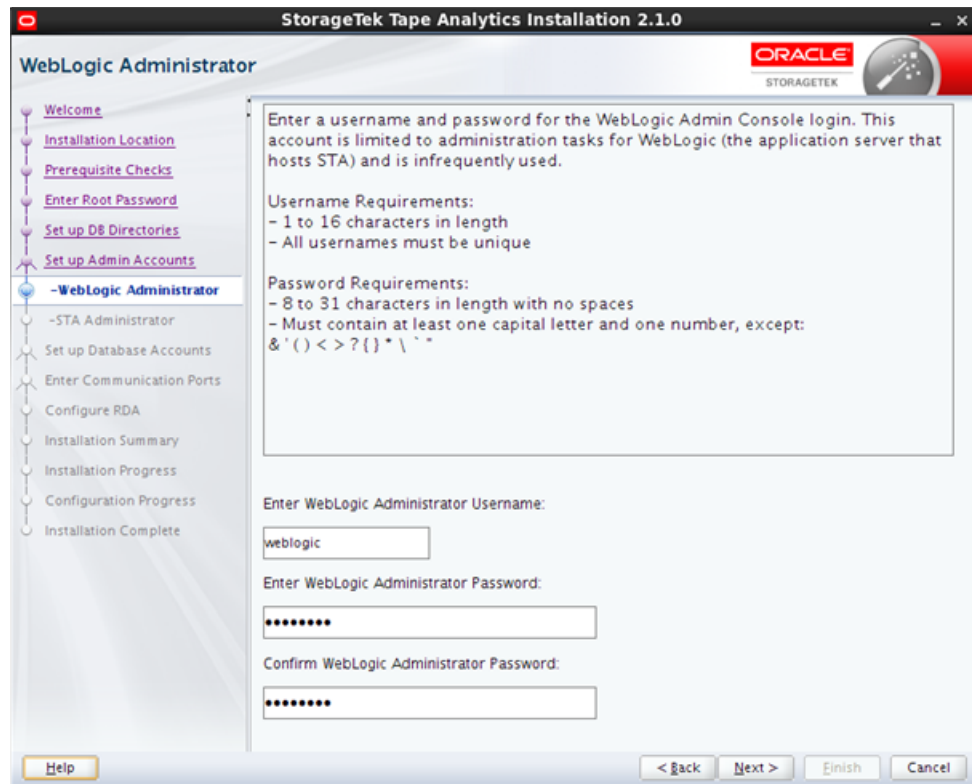 StorageTek Tape Analytics Installation 2.1.0
WebLogic Administrator
ORACLE
STORAGETEK
Welcome
Installation Location
Prerequisite Checks
Enter Root Password
Set up DB Directories
Set up Admin Accounts
-WebLogic Administrator
-STA Administrator
Set up Database Accounts
Enter Communication Ports
Configure RDA
Installation Summary
Installation Progress
Configuration Progress
Installation Complete
Enter a username and password for the WebLogic Admin Console login. This
account is limited to administration tasks for WebLogic (the application server that
hosts STA) and is infrequently used.
Username Requirements:
- 1 to 16 characters in length
- All usernames must be unique
Password Requirements:
- 8 to 31 characters in length with no spaces
- Must contain at least one capital letter and one number, except:
& ' ( ) < > ? { } * \ ` "
Enter WebLogic Administrator Username:
weblogic
Enter WebLogic Administrator Password:
••••••••
Confirm WebLogic Administrator Password:
••••••••
Help
< Back
Next >
Finish
Cancel